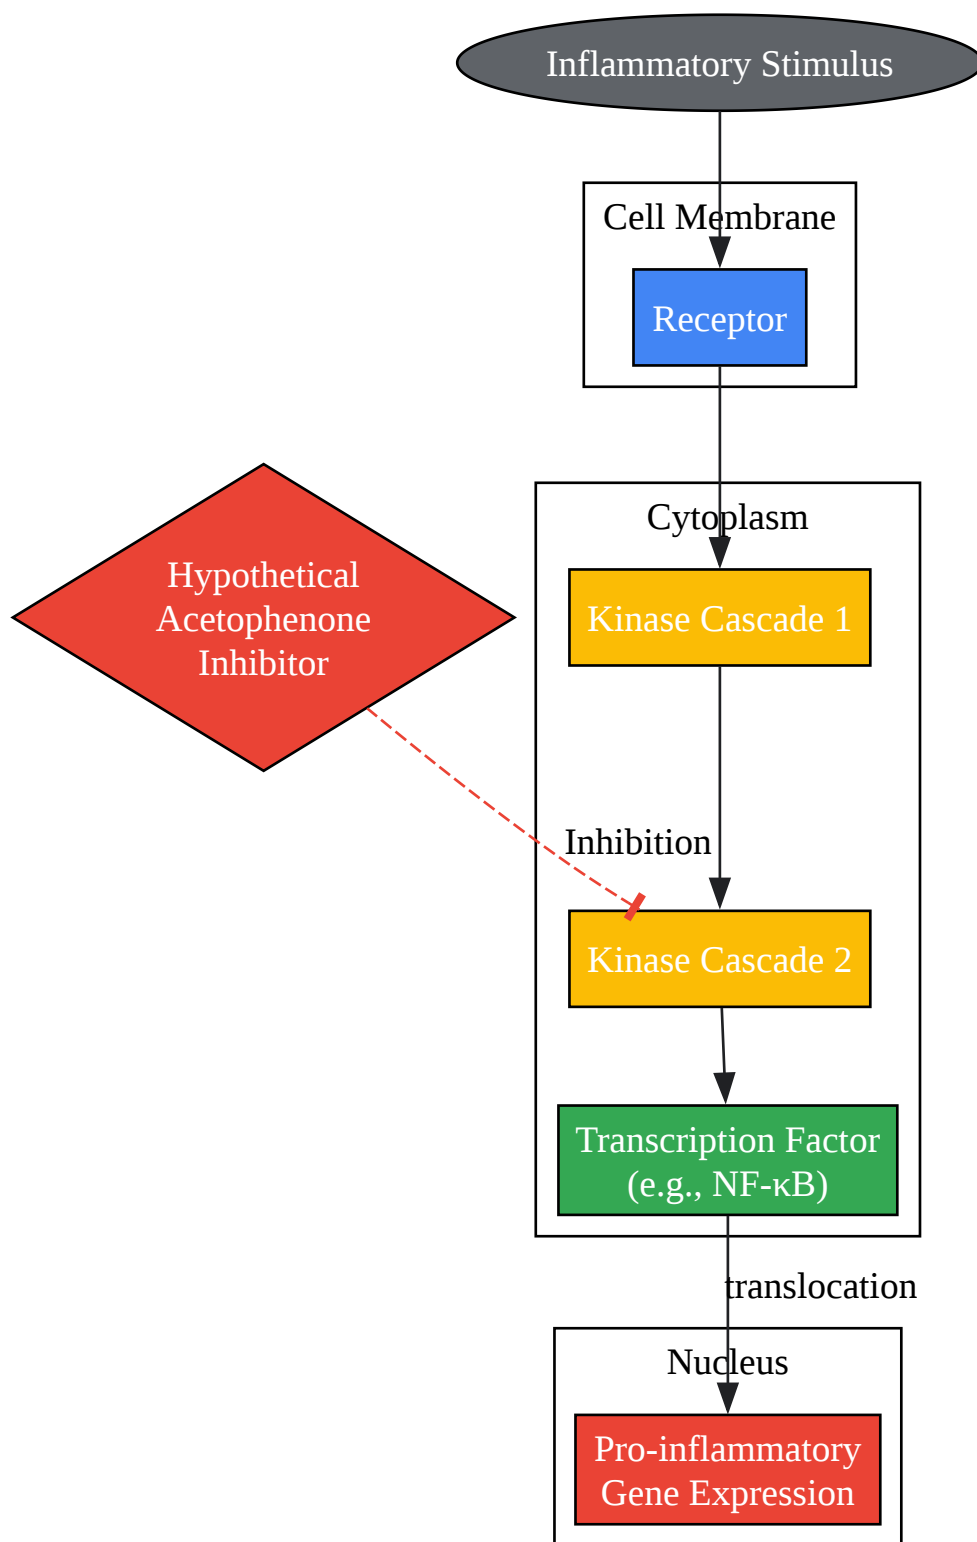 Inflammatory Stimulus
Cell Membrane
Receptor
Cytoplasm
Kinase Cascade 1
Hypothetical
Acetophenone
Inhibitor
Inhibition
Kinase Cascade 2
Transcription Factor
(e.g., NF-κB)
translocation
Nucleus
Pro-inflammatory
Gene Expression